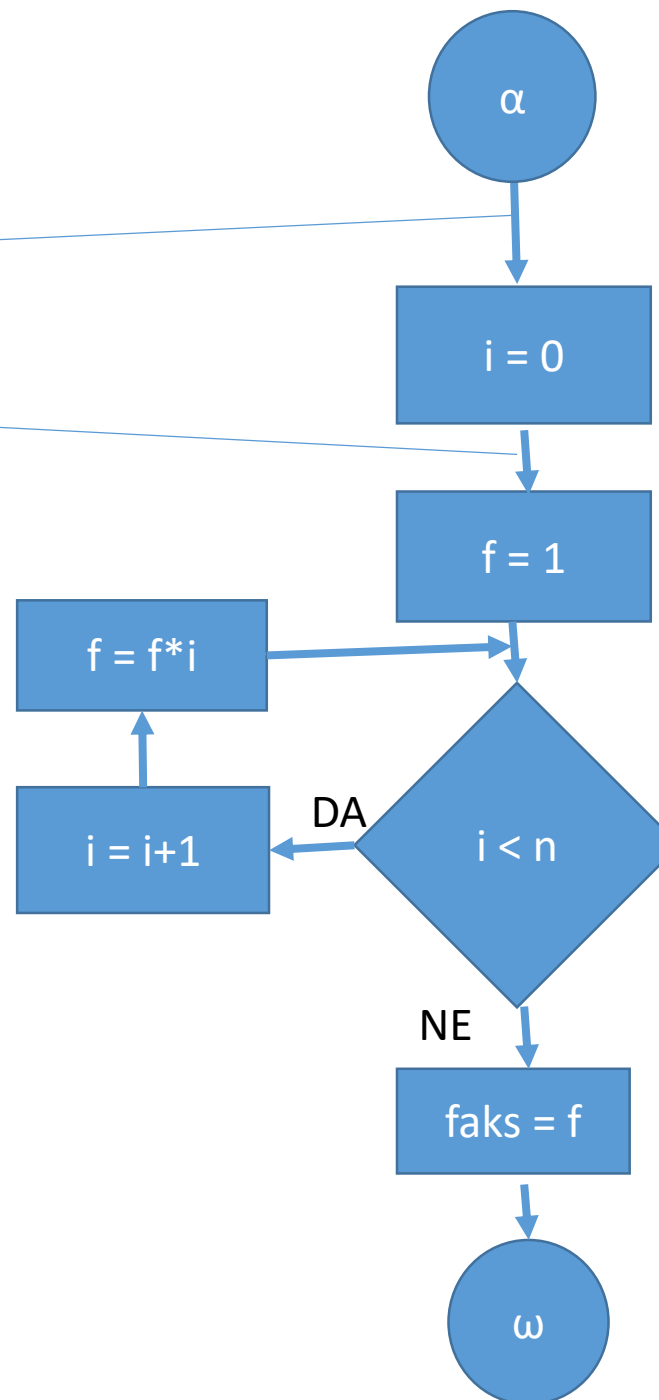 α
i = 0
f = 1
f = f*i
i = i+1
DA
i < n
NE
faks = f
ω